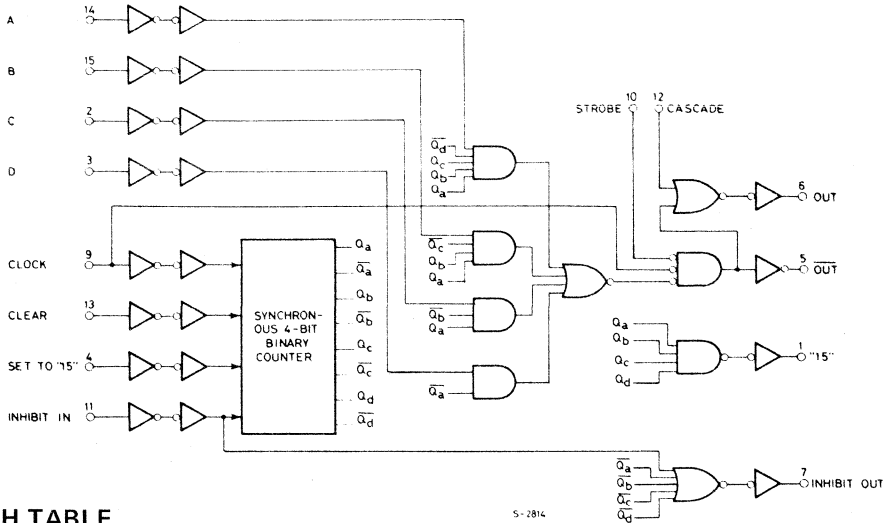 A 14
B 15
C 2
D 3
STROBE 10 12 CASCADE
Q̅d
Qc
Qb
Qa
6 OUT
Q̅c
Qb
Qa
5 O̅U̅T̅
CLOCK 9
CLEAR 13
SET TO "15" 4
INHIBIT IN 11
SYNCHRON-
OUS 4-BIT
BINARY
COUNTER
Qa
Q̅a
Qb
Q̅b
Qc
Q̅c
Qd
Q̅d
Q̅b
Qa
Q̅a
Qa
Qb
Qc
Qd
1 "15"
Q̅a
Q̅b
Q̅c
Q̅d
7 INHIBIT OUT
S-2814
H TABLE